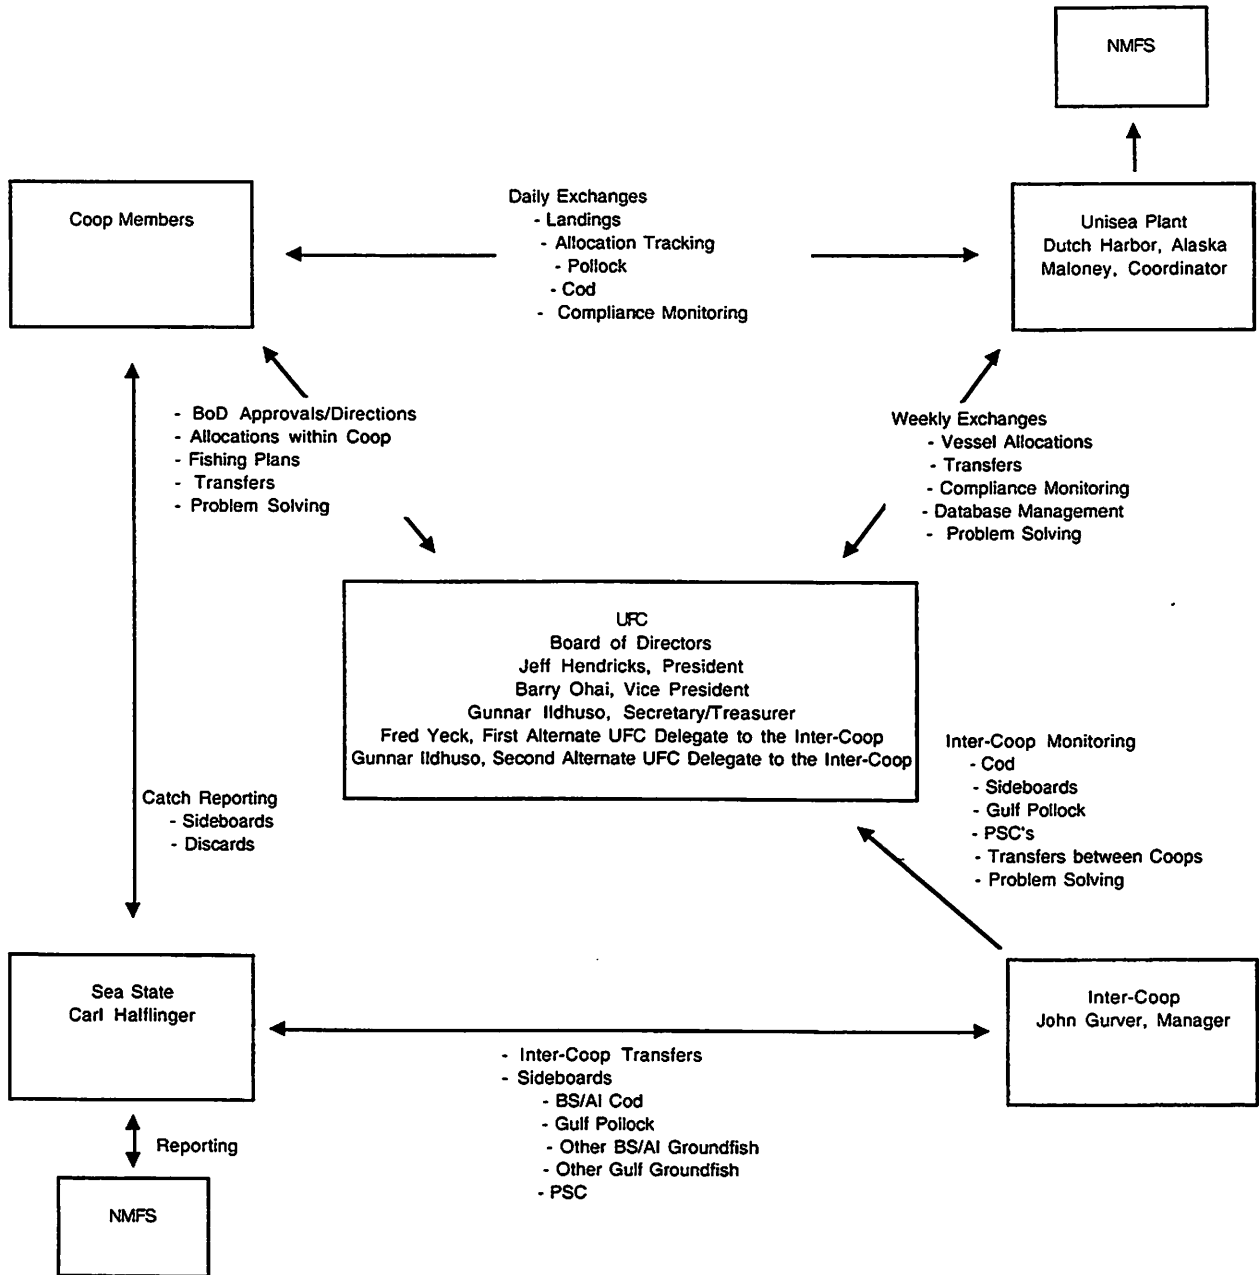 NMFS
Coop Members
Daily Exchanges
- Landings
- Allocation Tracking
- Pollock
- Cod
- Compliance Monitoring
Unisea Plant
Dutch Harbor, Alaska
Maloney, Coordinator
- BoD Approvals/Directions
- Allocations within Coop
- Fishing Plans
- Transfers
- Problem Solving
Weekly Exchanges
- Vessel Allocations
- Transfers
- Compliance Monitoring
- Database Management
- Problem Solving
UFC
Board of Directors
Jeff Hendricks, President
Barry Ohai, Vice President
Gunnar Ildhuso, Secretary/Treasurer
Fred Yeck, First Alternate UFC Delegate to the Inter-Coop
Gunnar Ildhuso, Second Alternate UFC Delegate to the Inter-Coop
Inter-Coop Monitoring
- Cod
- Sideboards
- Gulf Pollock
- PSC's
- Transfers between Coops
- Problem Solving
Catch Reporting
- Sideboards
- Discards
Sea State
Carl Halflinger
Inter-Coop
John Gurver, Manager
- Inter-Coop Transfers
- Sideboards
- BS/AI Cod
- Gulf Pollock
- Other BS/AI Groundfish
- Other Gulf Groundfish
- PSC
Reporting
NMFS